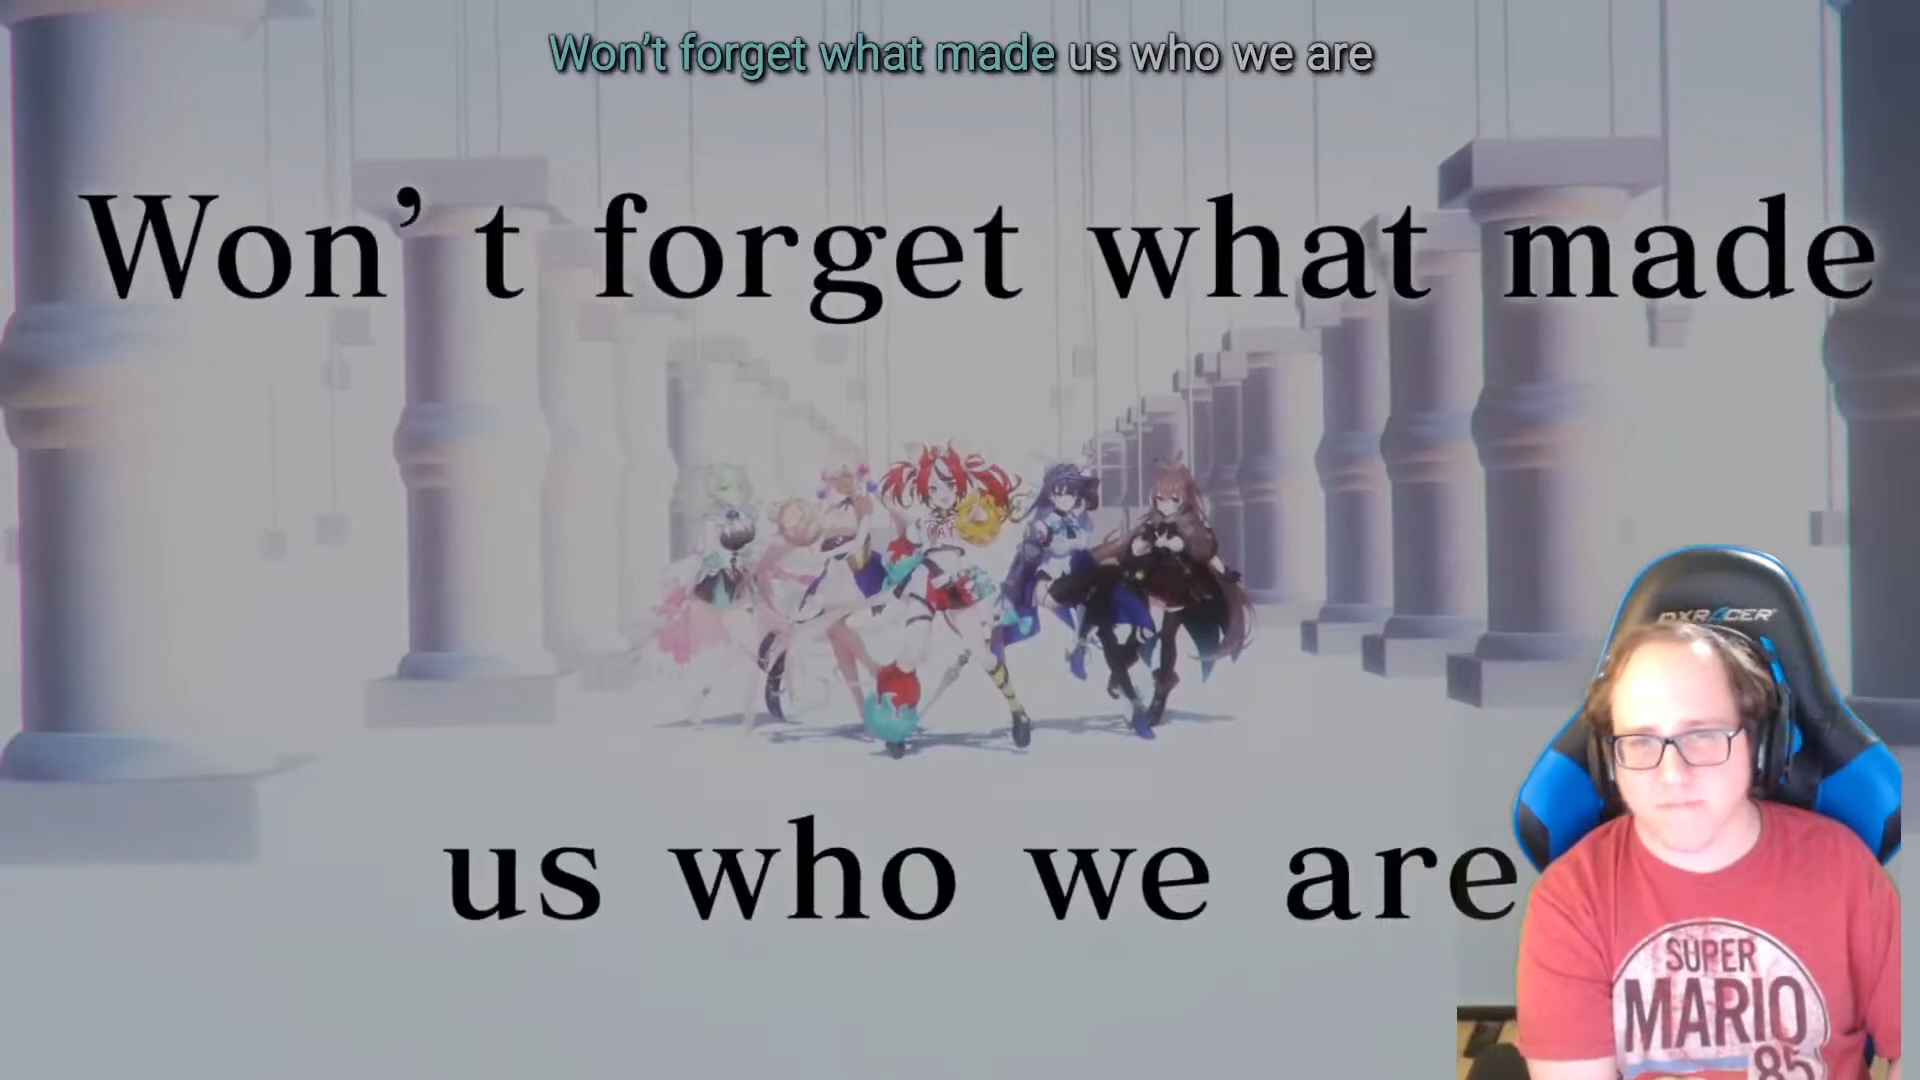 Won't forget what made us who we are
Won't forget what made
us who we are
DXRACER
SUPER
MARIO
85